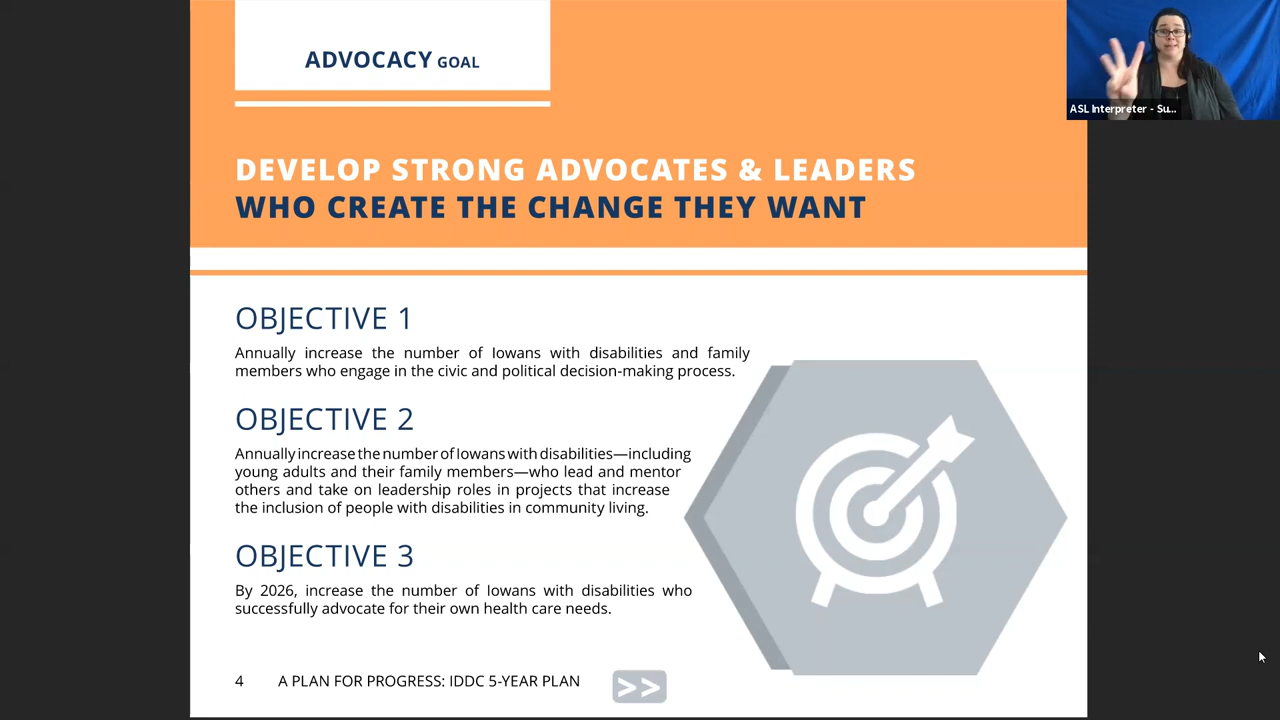 ADVOCACY GOAL
ASL Interpreter - Su...
DEVELOP STRONG ADVOCATES & LEADERS
WHO CREATE THE CHANGE THEY WANT
OBJECTIVE 1
Annually increase the number of Iowans with disabilities and family
members who engage in the civic and political decision-making process.
OBJECTIVE 2
Annually increase the number of Iowans with disabilities—including
young adults and their family members—who lead and mentor
others and take on leadership roles in projects that increase
the inclusion of people with disabilities in community living.
OBJECTIVE 3
By 2026, increase the number of Iowans with disabilities who
successfully advocate for their own health care needs.
4 A PLAN FOR PROGRESS: IDDC 5-YEAR PLAN >>